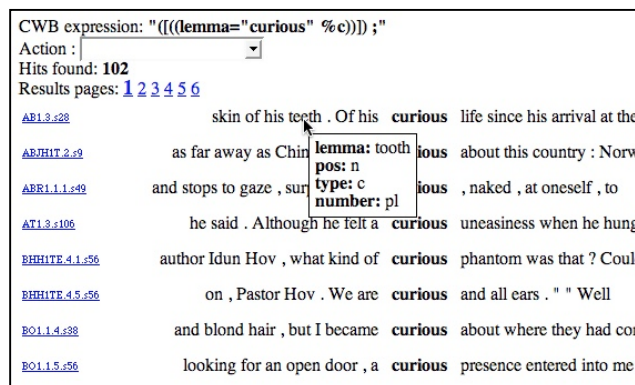 CWB expression: "([((lemma="curious" %c))]) ;"
Action :
Hits found: 102
Results pages: 1 2 3 4 5 6
AB1.3.s28 skin of his teeth . Of his curious life since his arrival at the
ABJH1T.2.s9 as far away as Chin ious about this country : Norw
ABR1.1.1.s49 and stops to gaze , sur ious , naked , at oneself , to
lemma: tooth
pos: n
type: c
number: pl
AT1.3.s106 he said . Although he felt a curious uneasiness when he hung
BHH1TE.4.1.s56 author Idun Hov , what kind of curious phantom was that ? Coul
BHH1TE.4.5.s56 on , Pastor Hov . We are curious and all ears . " " Well
BO1.1.4.s38 and blond hair , but I became curious about where they had con
BO1.1.5.s56 looking for an open door , a curious presence entered into me